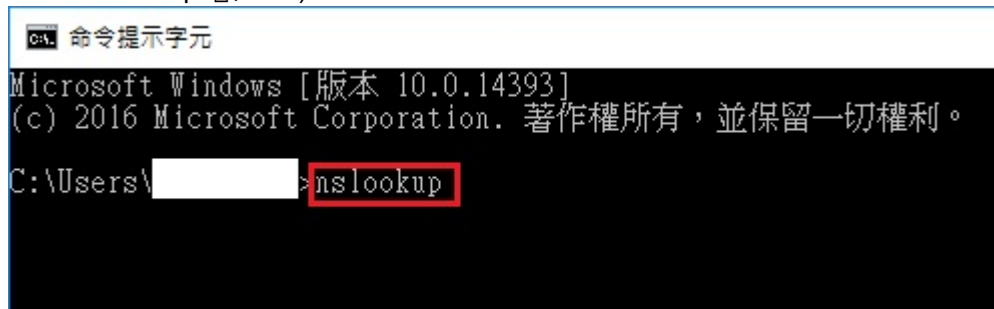 命令提示字元
Microsoft Windows [版本 10.0.14393]
(c) 2016 Microsoft Corporation. 著作權所有，並保留一切權利。
C:\Users\ >nslookup